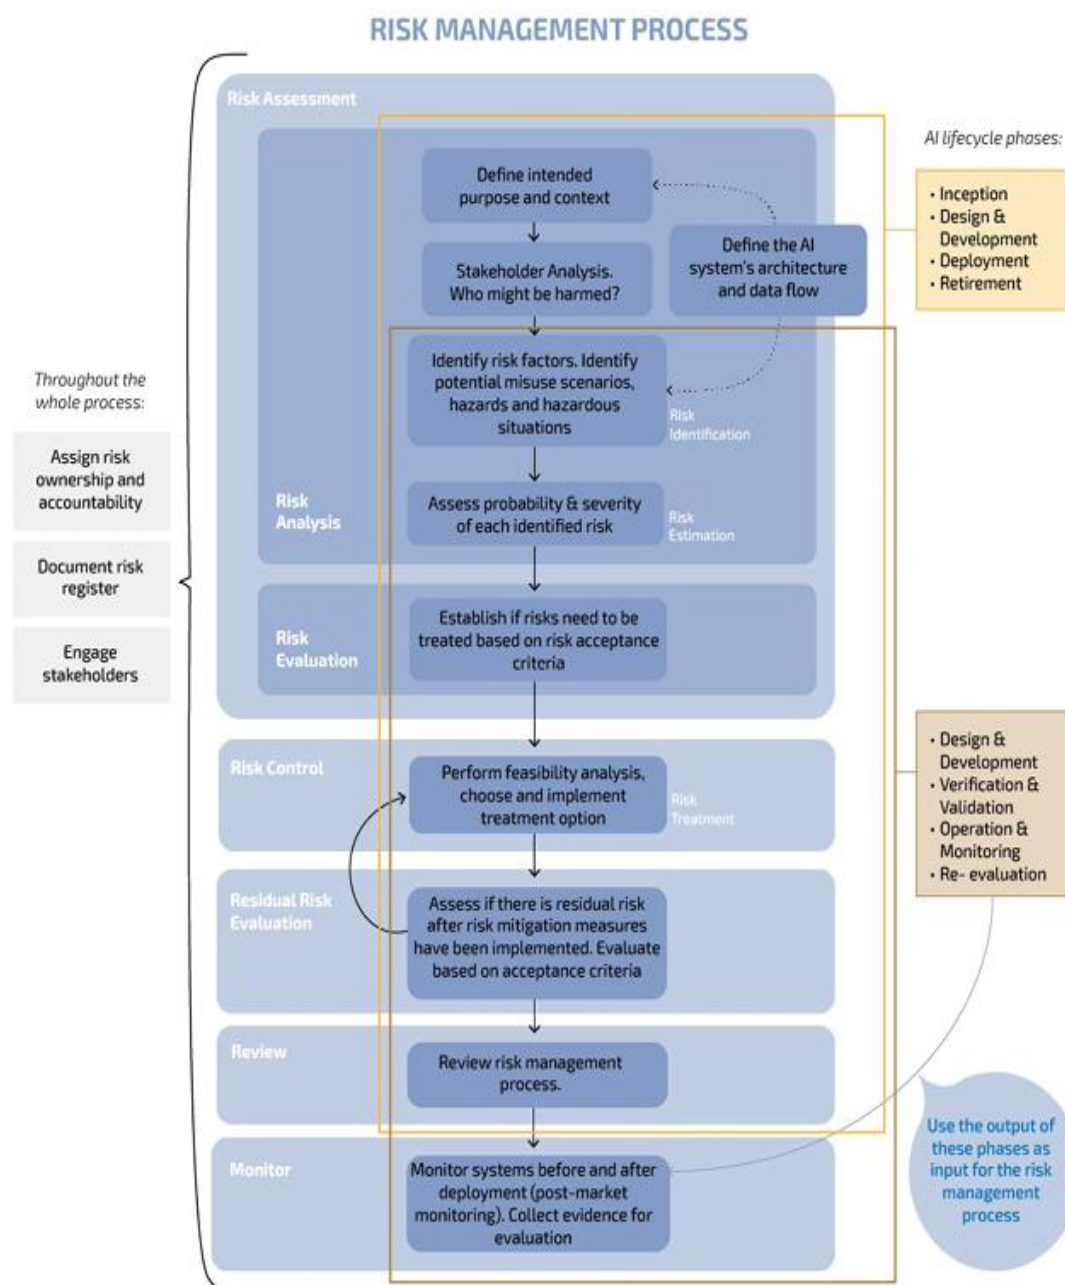 RISK MANAGEMENT PROCESS
Risk Assessment
AI lifecycle phases:
Define intended
purpose and context
• Inception
• Design &
Development
• Deployment
• Retirement
Define the AI
system's architecture
and data flow
Stakeholder Analysis.
Who might be harmed?
Identify risk factors. Identify
potential misuse scenarios,
hazards and hazardous
situations
Risk
Identification
Throughout the
whole process:
Assign risk
ownership and
accountability
Document risk
register
Engage
stakeholders
Risk
Analysis
Assess probability & severity
of each identified risk
Risk
Estimation
Risk
Evaluation
Establish if risks need to be
treated based on risk acceptance
criteria
Risk Control
Perform feasibility analysis,
choose and implement
treatment option
Risk
Treatment
• Design &
Development
• Verification &
Validation
• Operation &
Monitoring
• Re- evaluation
Residual Risk
Evaluation
Assess if there is residual risk
after risk mitigation measures
have been implemented. Evaluate
based on acceptance criteria
Review
Review risk management
process.
Monitor
Monitor systems before and after
deployment (post-market
monitoring). Collect evidence for
evaluation
Use the output of
these phases as
input for the risk
management
process